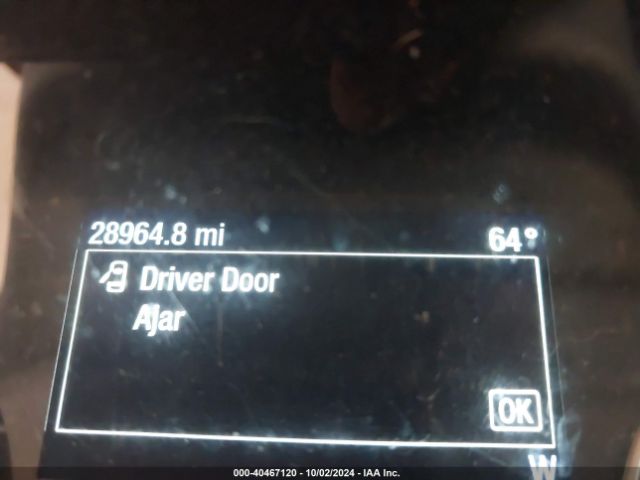 28964.8 mi 64°
Driver Door
Ajar
OK
W
000-40467120 - 10/02/2024 - IAA Inc.